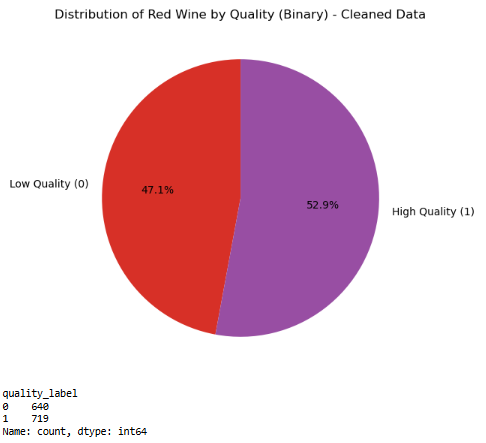 Distribution of Red Wine by Quality (Binary) - Cleaned Data
Low Quality (0)
47.1%
52.9%
High Quality (1)
quality_label
0    640
1    719
Name: count, dtype: int64